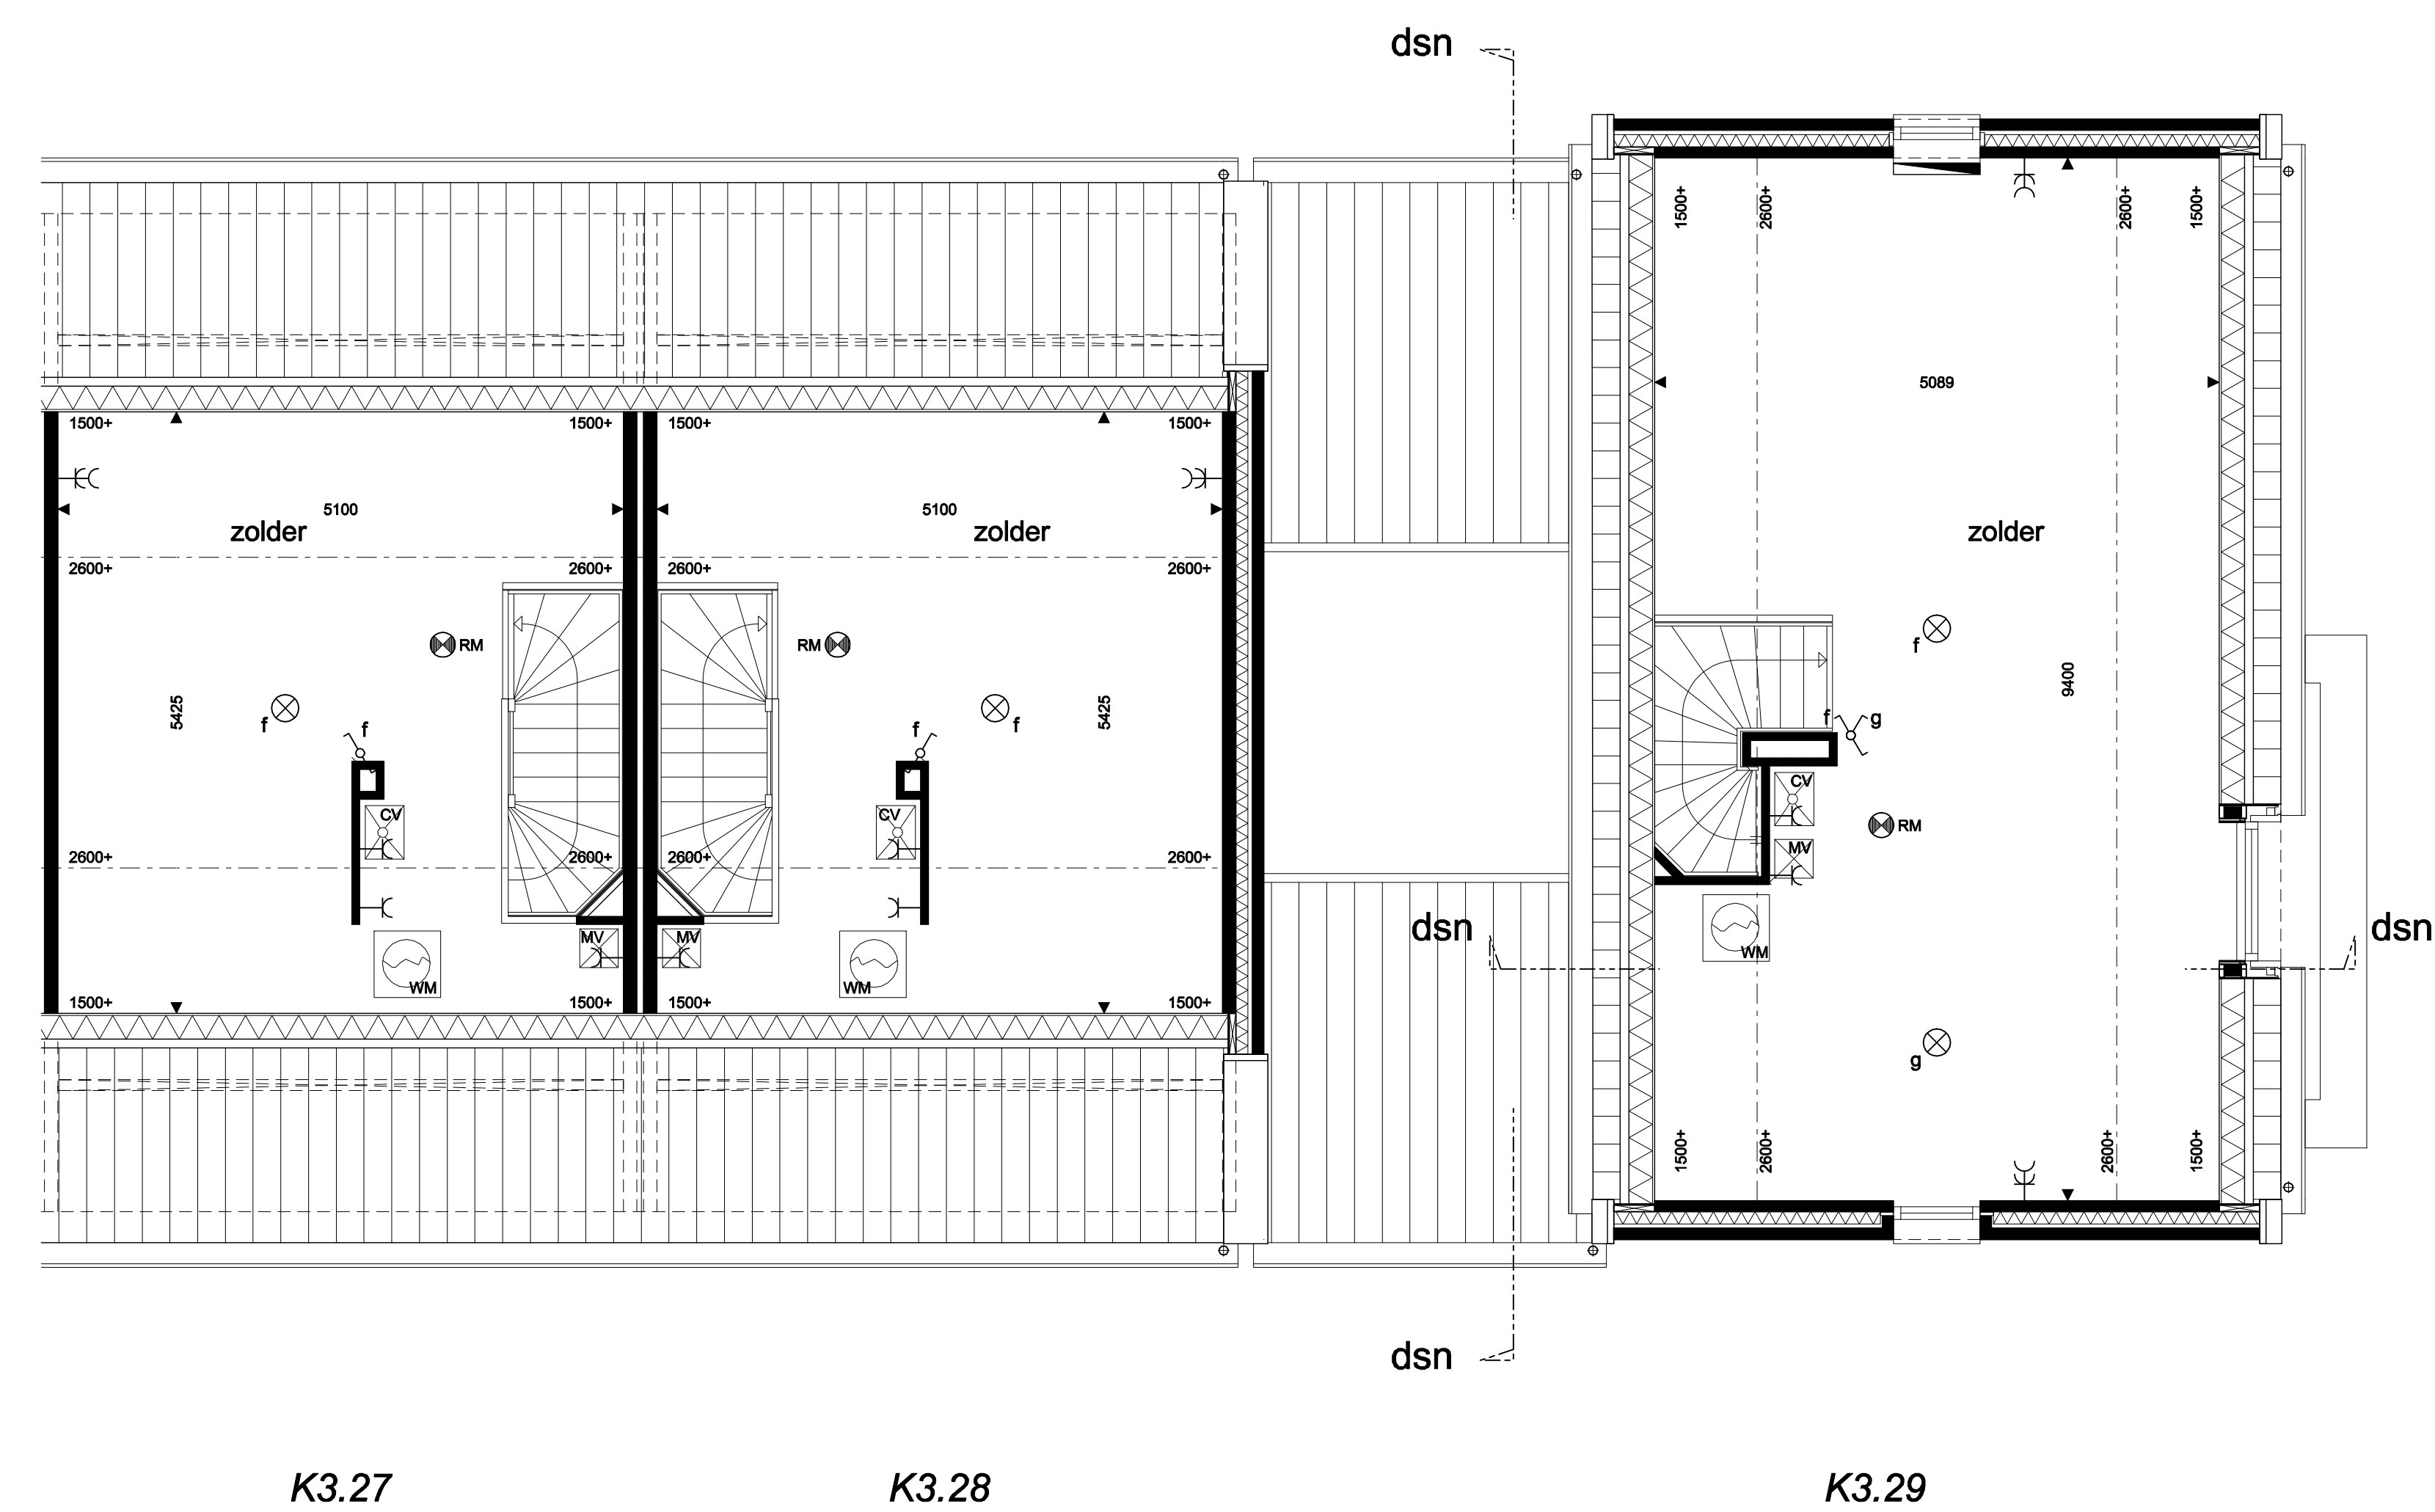 dsn
1500+ 2600+ 2600+ 1500+
5089
1500+ 1500+ 1500+ 1500+
5100 5100
zolder zolder zolder
2600+ 2600+ 2600+ 2600+
RM RM
f
5425 f f 5425
f f
9400
f g
CV CV CV
RM
MV
2600+ 2600+ 2600+ 2600+
dsn dsn
MV MV
WM WM WM
1500+ 1500+ 1500+ 1500+
g
1500+ 2600+ 2600+ 1500+
dsn
K3.27 K3.28 K3.29